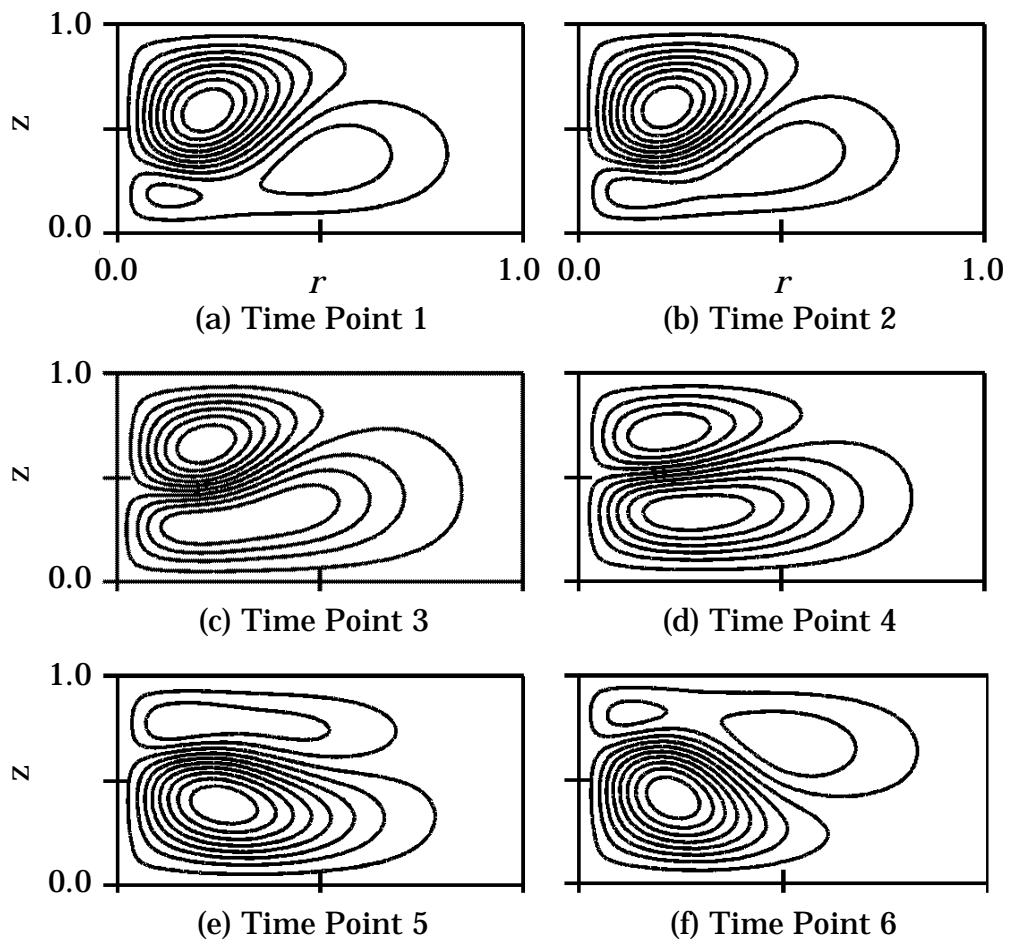 1.0
z
0.0
0.0 r 1.0 0.0 r 1.0
(a) Time Point 1 (b) Time Point 2
1.0
z
0.0
(c) Time Point 3 (d) Time Point 4
1.0
z
0.0
(e) Time Point 5 (f) Time Point 6